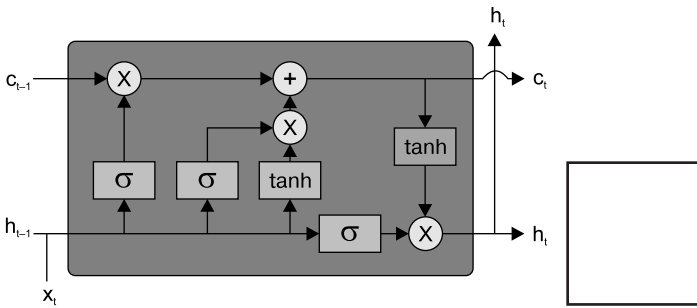 hₜ
cₜ₋₁ X + cₜ
X
tanh
σ σ tanh
hₜ₋₁ σ X hₜ
xₜ